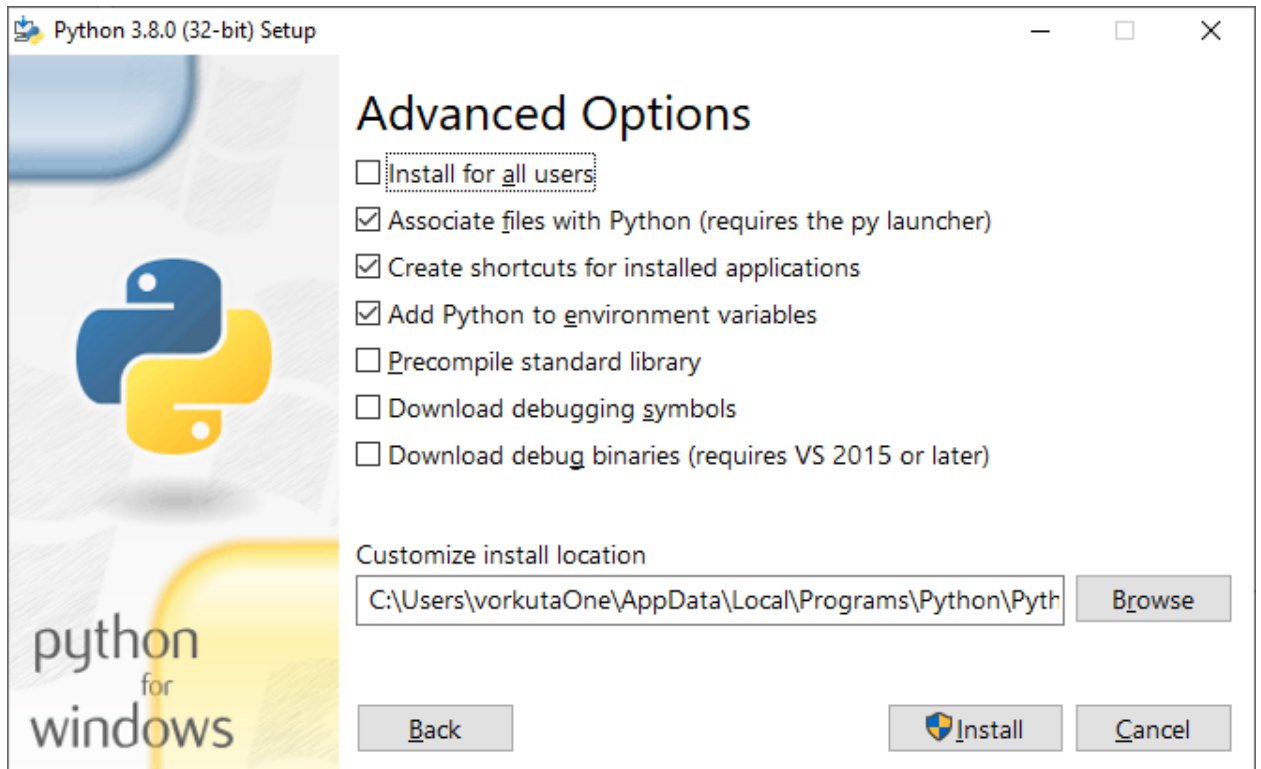 Python 3.8.0 (32-bit) Setup
Advanced Options
Install for all users
Associate files with Python (requires the py launcher)
Create shortcuts for installed applications
Add Python to environment variables
Precompile standard library
Download debugging symbols
Download debug binaries (requires VS 2015 or later)
Customize install location
C:\Users\vorkutaOne\AppData\Local\Programs\Python\Pyth
Browse
python
for
windows
Back
Install
Cancel